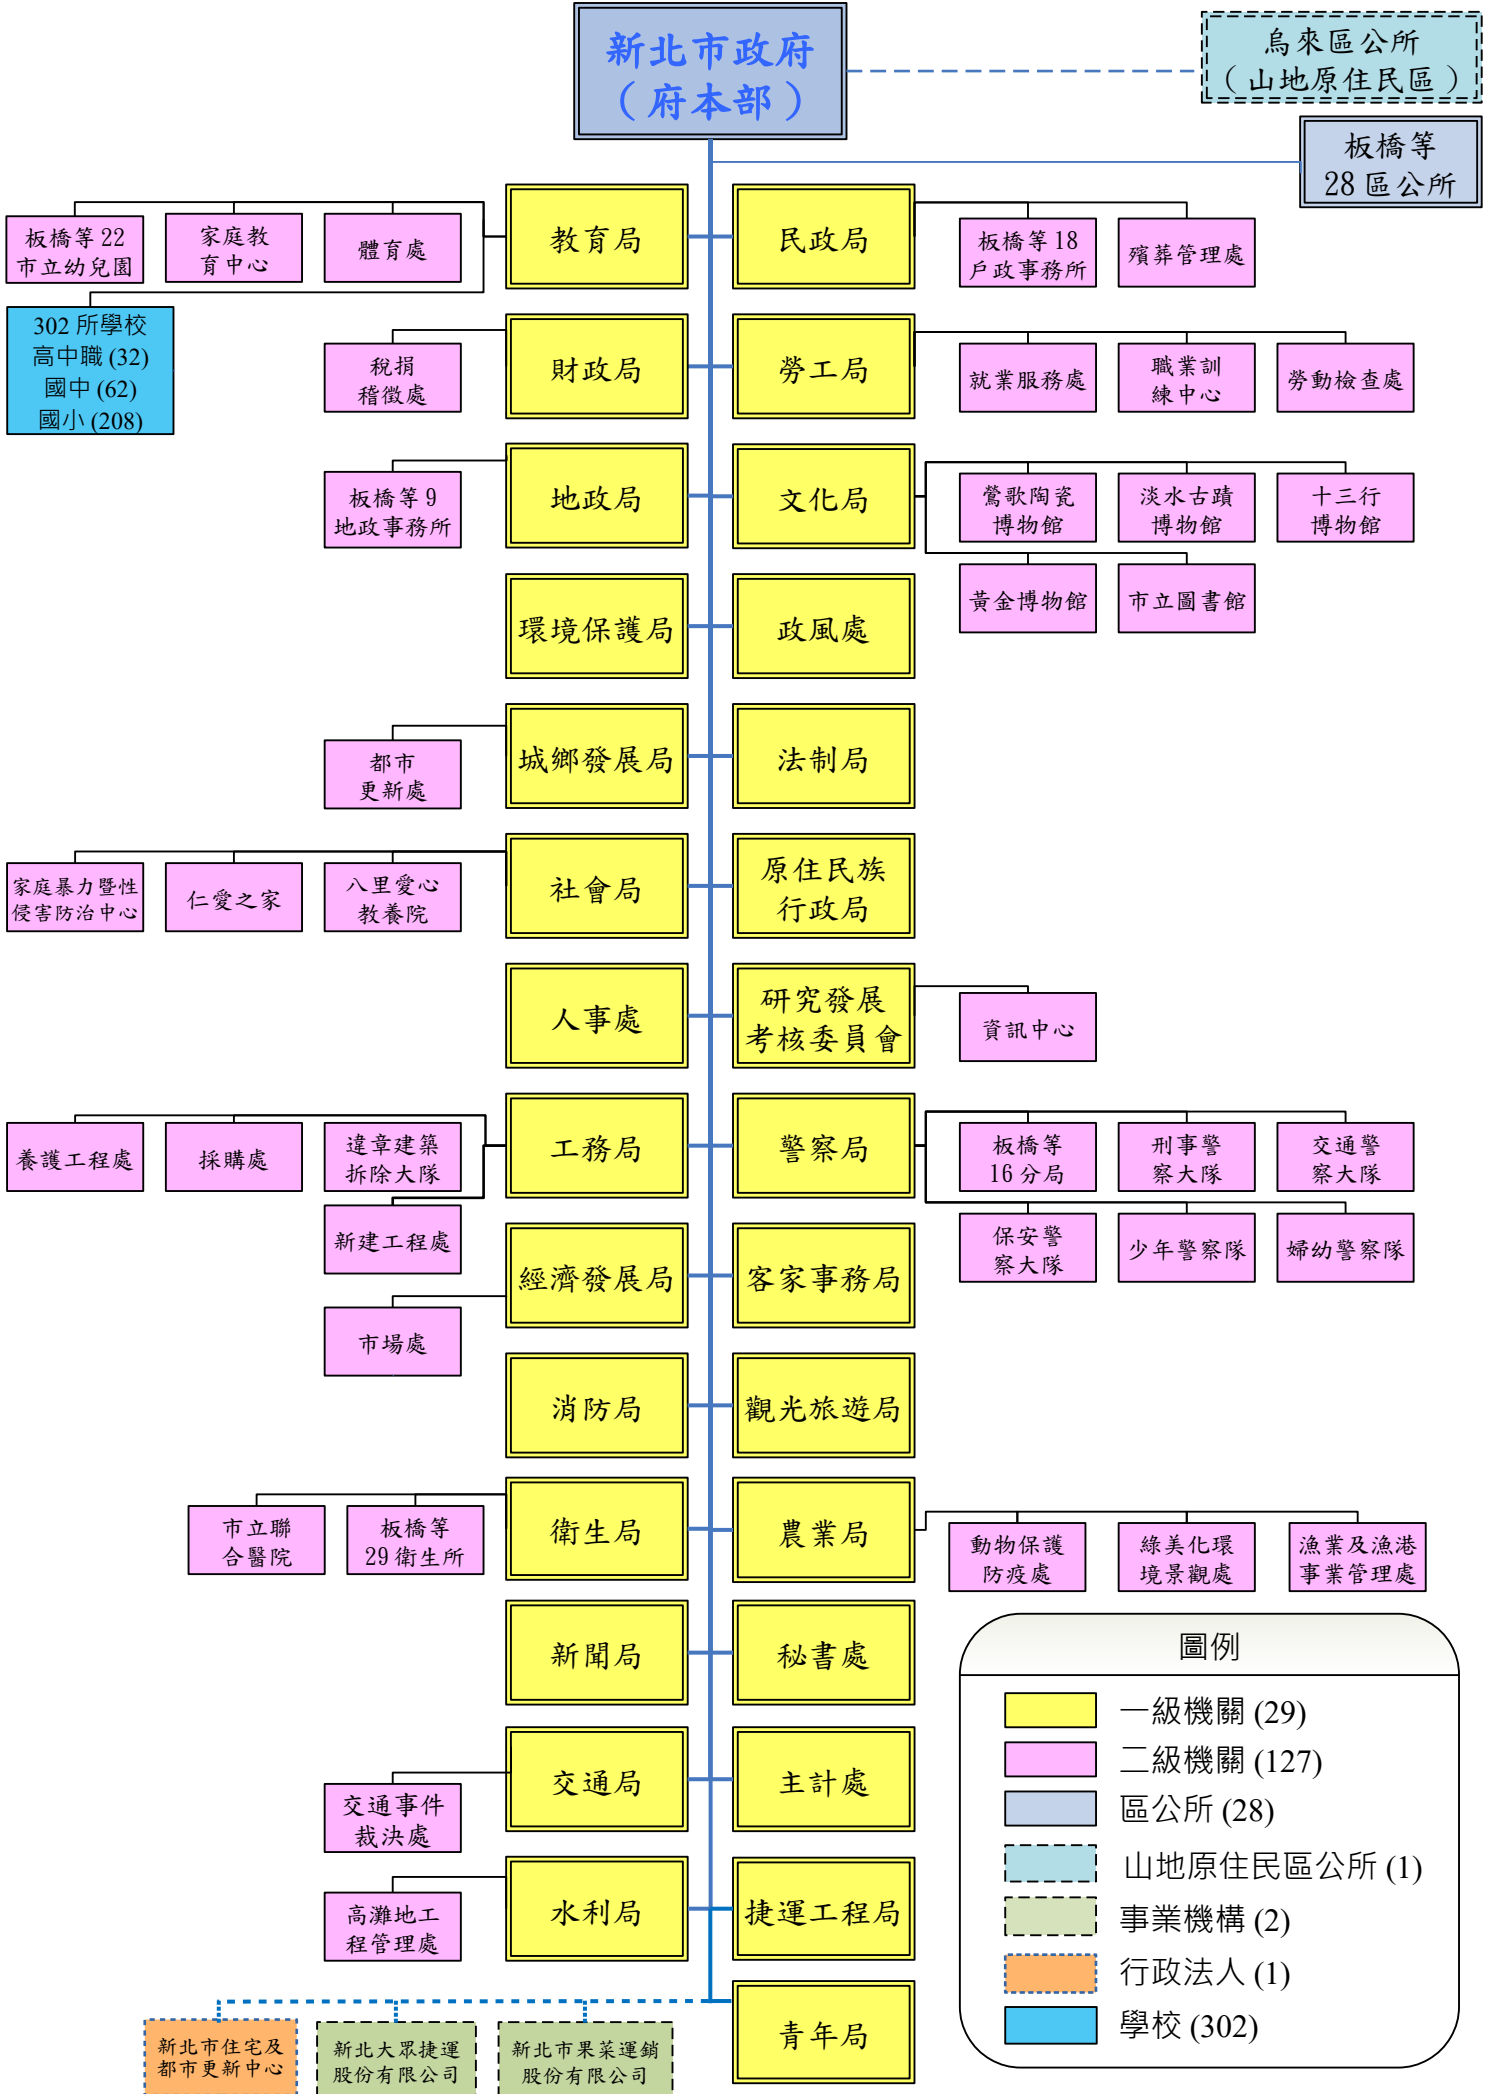 新北市政府
（府本部）
烏來區公所
（山地原住民區）
板橋等
28 區公所
教育局
民政局
板橋等 22
市立幼兒園
家庭教
育中心
體育處
板橋等 18
戶政事務所
殯葬管理處
302 所學校
高中職 (32)
國中 (62)
國小 (208)
稅捐
稽徵處
財政局
勞工局
就業服務處
職業訓
練中心
勞動檢查處
板橋等 9
地政事務所
地政局
文化局
鶯歌陶瓷
博物館
淡水古蹟
博物館
十三行
博物館
黃金博物館
市立圖書館
環境保護局
政風處
都市
更新處
城鄉發展局
法制局
家庭暴力暨性
侵害防治中心
仁愛之家
八里愛心
教養院
社會局
原住民族
行政局
人事處
研究發展
考核委員會
資訊中心
養護工程處
採購處
違章建築
拆除大隊
新建工程處
工務局
警察局
板橋等
16 分局
刑事警
察大隊
交通警
察大隊
保安警
察大隊
少年警察隊
婦幼警察隊
經濟發展局
客家事務局
市場處
消防局
觀光旅遊局
市立聯
合醫院
板橋等
29 衛生所
衛生局
農業局
動物保護
防疫處
綠美化環
境景觀處
漁業及漁港
事業管理處
新聞局
秘書處
交通事件
裁決處
交通局
主計處
高灘地工
程管理處
水利局
捷運工程局
青年局
新北市住宅及
都市更新中心
新北大眾捷運
股份有限公司
新北市果菜運銷
股份有限公司
圖例
一級機關 (29)
二級機關 (127)
區公所 (28)
山地原住民區公所 (1)
事業機構 (2)
行政法人 (1)
學校 (302)